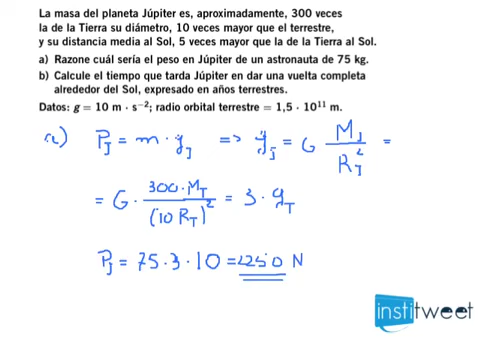 La masa del planeta Júpiter es, aproximadamente, 300 veces
la de la Tierra su diámetro, 10 veces mayor que el terrestre,
y su distancia media al Sol, 5 veces mayor que la de la Tierra al Sol.
a) Razone cuál sería el peso en Júpiter de un astronauta de 75 kg.
b) Calcule el tiempo que tarda Júpiter en dar una vuelta completa
alrededor del Sol, expresado en años terrestres.
Datos: g = 10 m · s⁻²; radio orbital terrestre = 1,5 · 10¹¹ m.
a) P_J = m · g_J => g_J = G M_J / R_J² =
= G · 300·M_T / (10 R_T)² = 3 · g_T
P_J = 75·3·10 = 2250 N
institweet